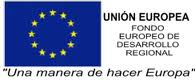 UNIÓN EUROPEA
FONDO
EUROPEO DE
DESARROLLO
REGIONAL
"Una manera de hacer Europa"